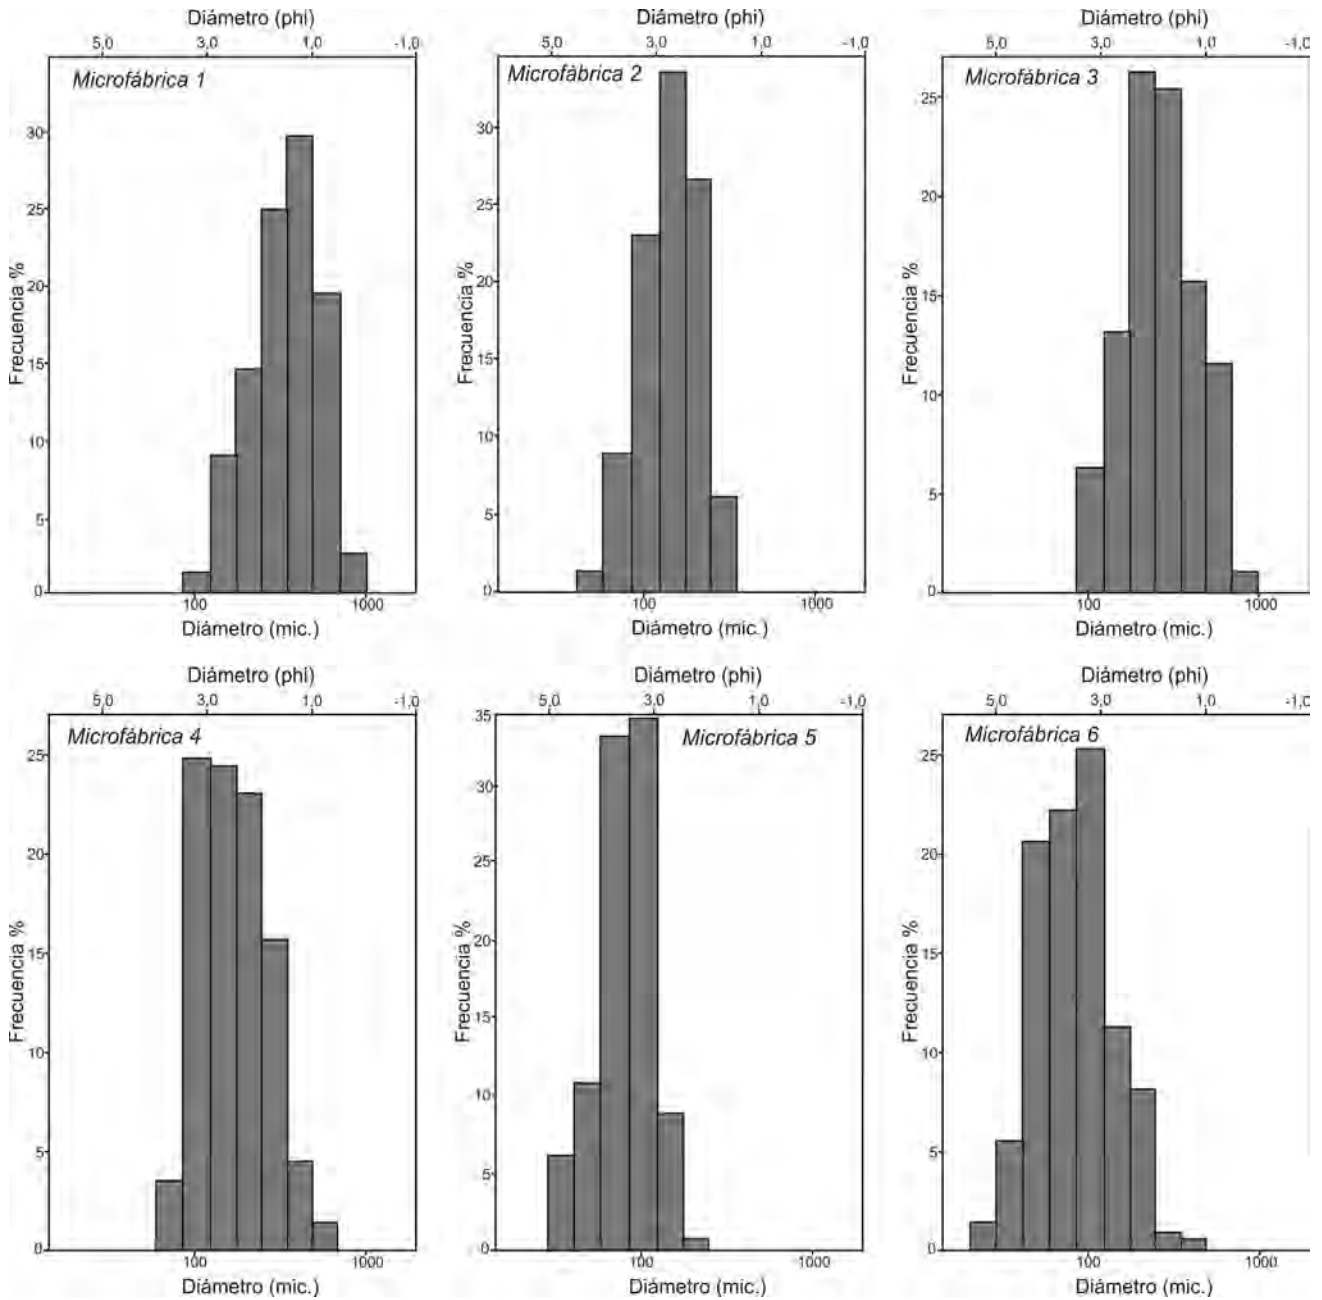 Diámetro (phi)
5,0 3,0 1,0 -1,0
Microfábrica 1
Frecuencia %
30
25
20
15
10
5
0
100 1000
Diámetro (mic.)
Diámetro (phi)
5,0 3,0 1,0 -1,0
Microfábrica 2
Frecuencia %
30
25
20
15
10
5
0
100 1000
Diámetro (mic.)
Diámetro (phi)
5,0 3,0 1,0 -1,0
Microfábrica 3
Frecuencia %
25
20
15
10
5
0
100 1000
Diámetro (mic.)
Diámetro (phi)
5,0 3,0 1,0 -1,0
Microfábrica 4
Frecuencia %
25
20
15
10
5
0
100 1000
Diámetro (mic.)
Diámetro (phi)
5,0 3,0 1,0 -1,0
Microfábrica 5
Frecuencia %
35
30
25
20
15
10
5
0
100 1000
Diámetro (mic.)
Diámetro (phi)
5,0 3,0 1,0 -1,0
Microfábrica 6
Frecuencia %
25
20
15
10
5
0
100 1000
Diámetro (mic.)